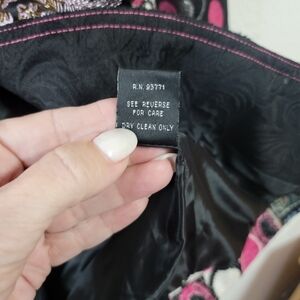 R.N. 93771
SEE REVERSE
FOR CARE
DRY CLEAN ONLY